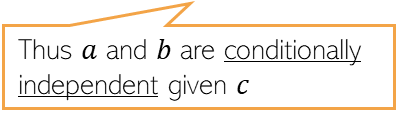 Thus a and b are conditionally
independent given c